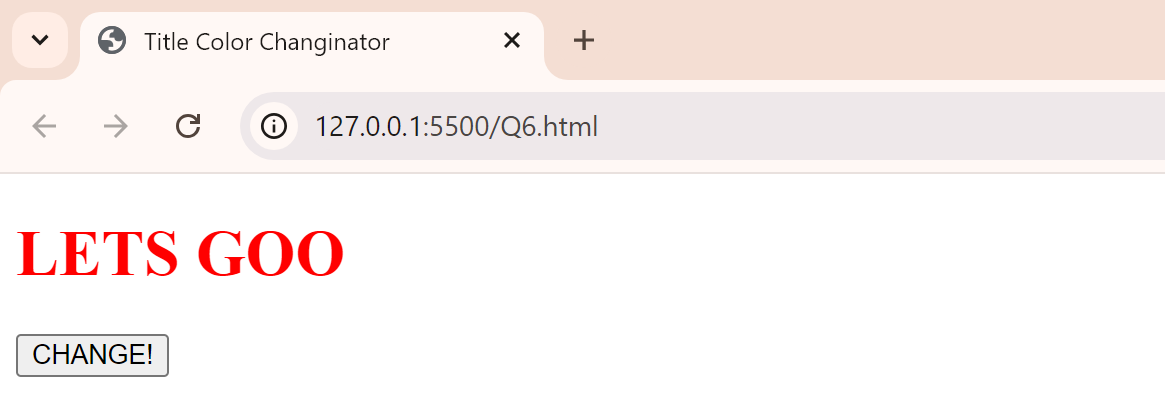 Title Color Changinator
127.0.0.1:5500/Q6.html
LETS GOO
CHANGE!